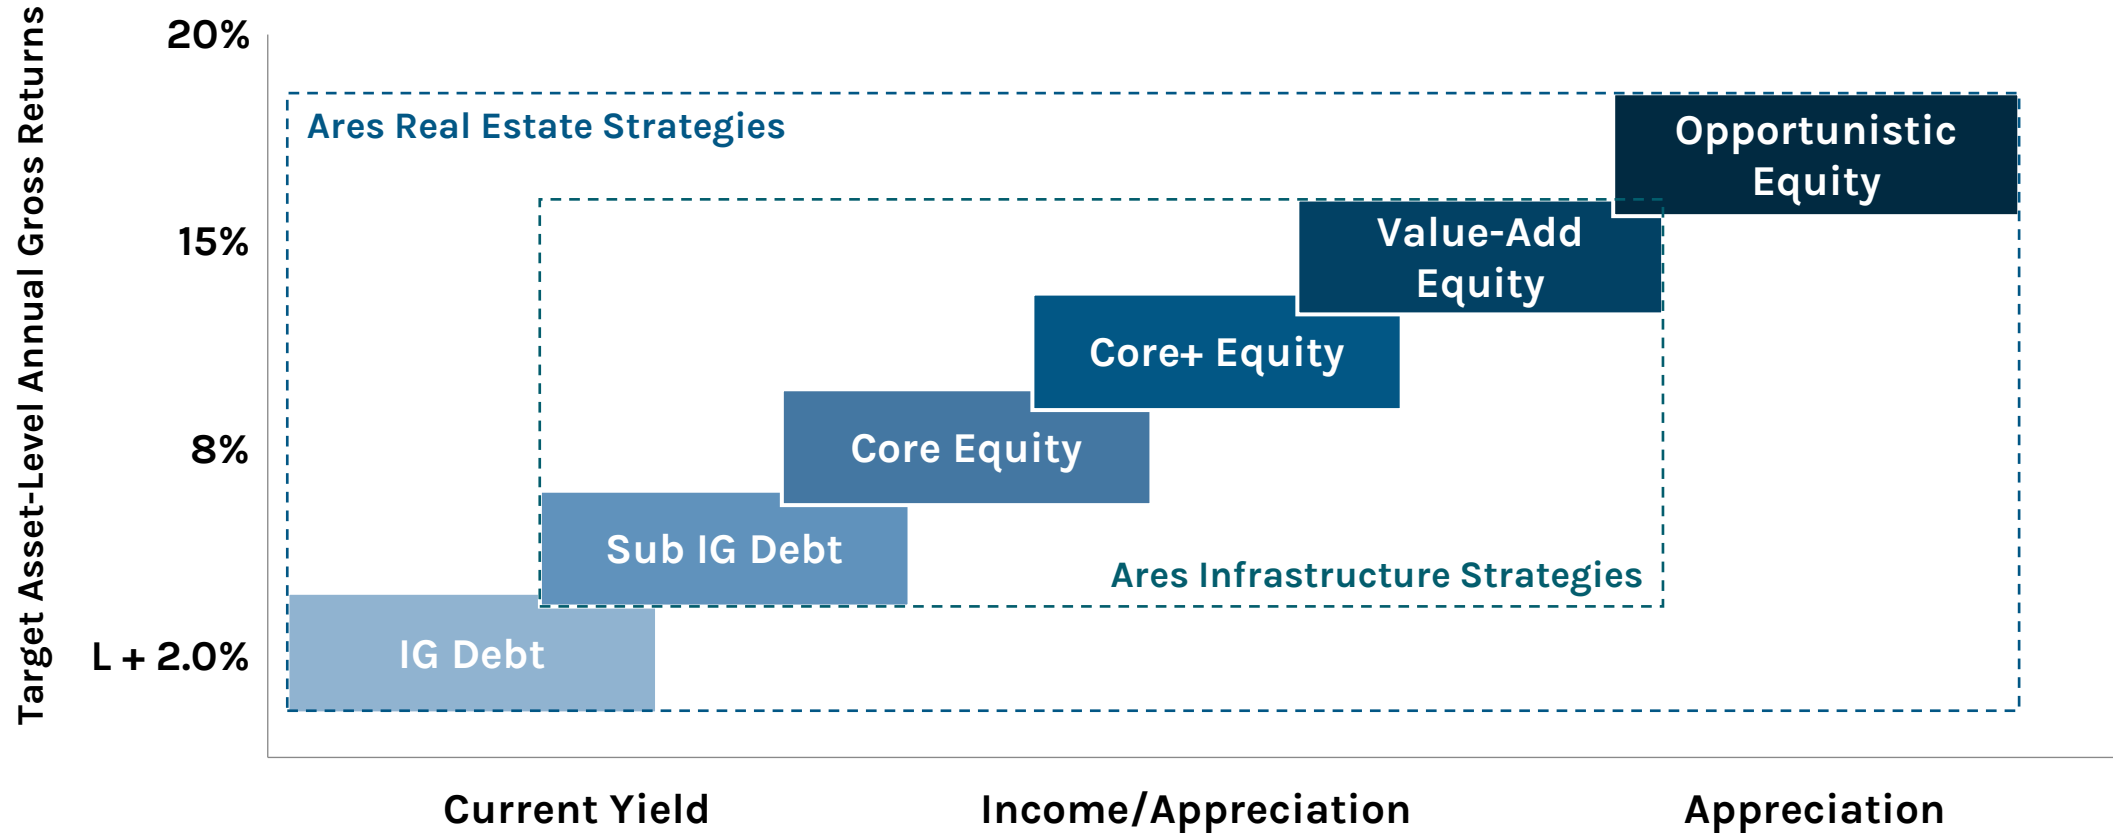 Target Asset-Level Annual Gross Returns
20%
15%
8%
L + 2.0%
Ares Real Estate Strategies
Opportunistic
Equity
Value-Add
Equity
Core+ Equity
Core Equity
Sub IG Debt
Ares Infrastructure Strategies
IG Debt
Current Yield
Income/Appreciation
Appreciation